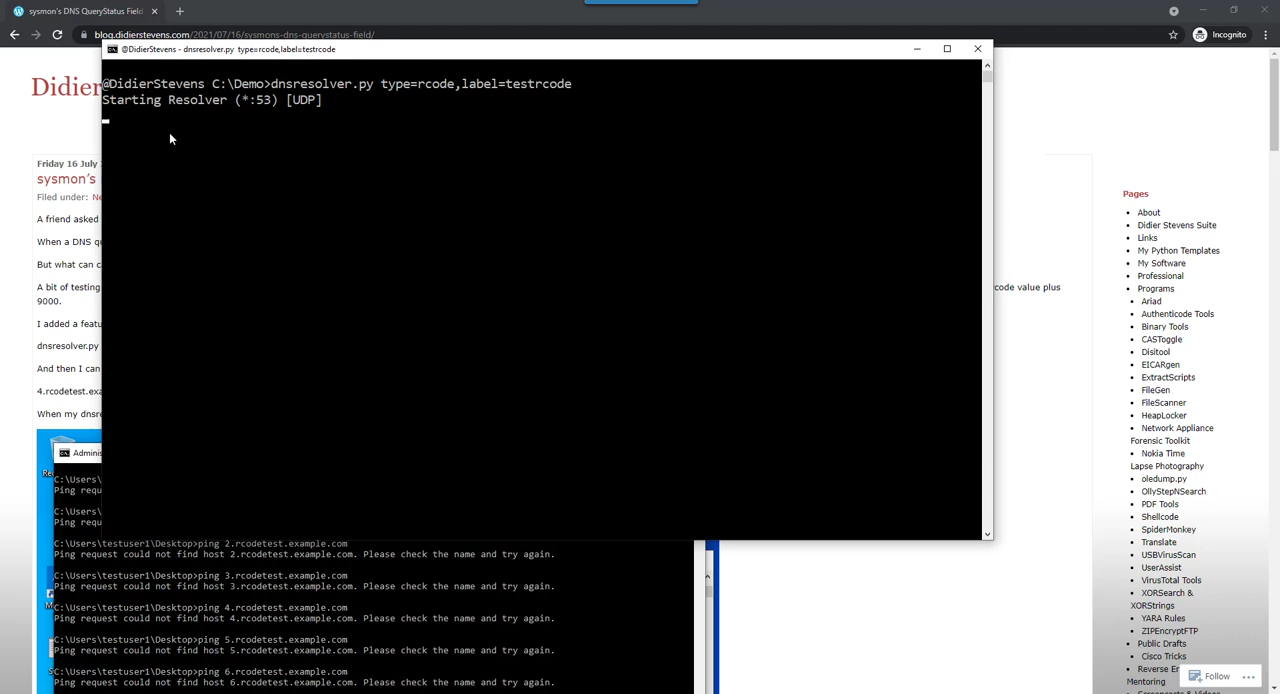 sysmon's DNS QueryStatus Field
blog.didierstevens.com/2021/07/16/sysmons-dns-querystatus-field/
Incognito
@DidierStevens - dnsresolver.py type=rcode,label=testrcode
@DidierStevens C:\Demo>dnsresolver.py type=rcode,label=testrcode
Starting Resolver (*:53) [UDP]
Didier
Friday 16 July
sysmon's
Filed under:
A friend asked
When a DNS
But what can
A bit of testing
code value plus
9000.
I added a
dnsresolver.py
And then I can
When my
C:\Users\
Ping
C:\Users\
Ping
C:\Users\testuser1\Desktop>ping 2.rcodetest.example.com
Ping request could not find host 2.rcodetest.example.com. Please check the name and try again.
C:\Users\testuser1\Desktop>ping 3.rcodetest.example.com
Ping request could not find host 3.rcodetest.example.com. Please check the name and try again.
C:\Users\testuser1\Desktop>ping 4.rcodetest.example.com
Ping request could not find host 4.rcodetest.example.com. Please check the name and try again.
C:\Users\testuser1\Desktop>ping 5.rcodetest.example.com
Ping request could not find host 5.rcodetest.example.com. Please check the name and try again.
C:\Users\testuser1\Desktop>ping 6.rcodetest.example.com
Ping request could not find host 6.rcodetest.example.com. Please check the name and try again.
Pages
About
Didier Stevens Suite
Links
My Python Templates
My Software
Professional
Programs
Ariad
Authenticode Tools
Binary Tools
CASToggle
Disitool
EICARgen
ExtractScripts
FileGen
FileScanner
HeapLocker
Network Appliance
Forensic Toolkit
Nokia Time
Lapse Photography
oledump.py
OllyStepNSearch
PDF Tools
Shellcode
SpiderMonkey
Translate
USBVirusScan
UserAssist
VirusTotal Tools
XORSearch &
XORStrings
YARA Rules
ZIPEncryptFTP
Public Drafts
Cisco Tricks
Reverse
Mentoring
Follow